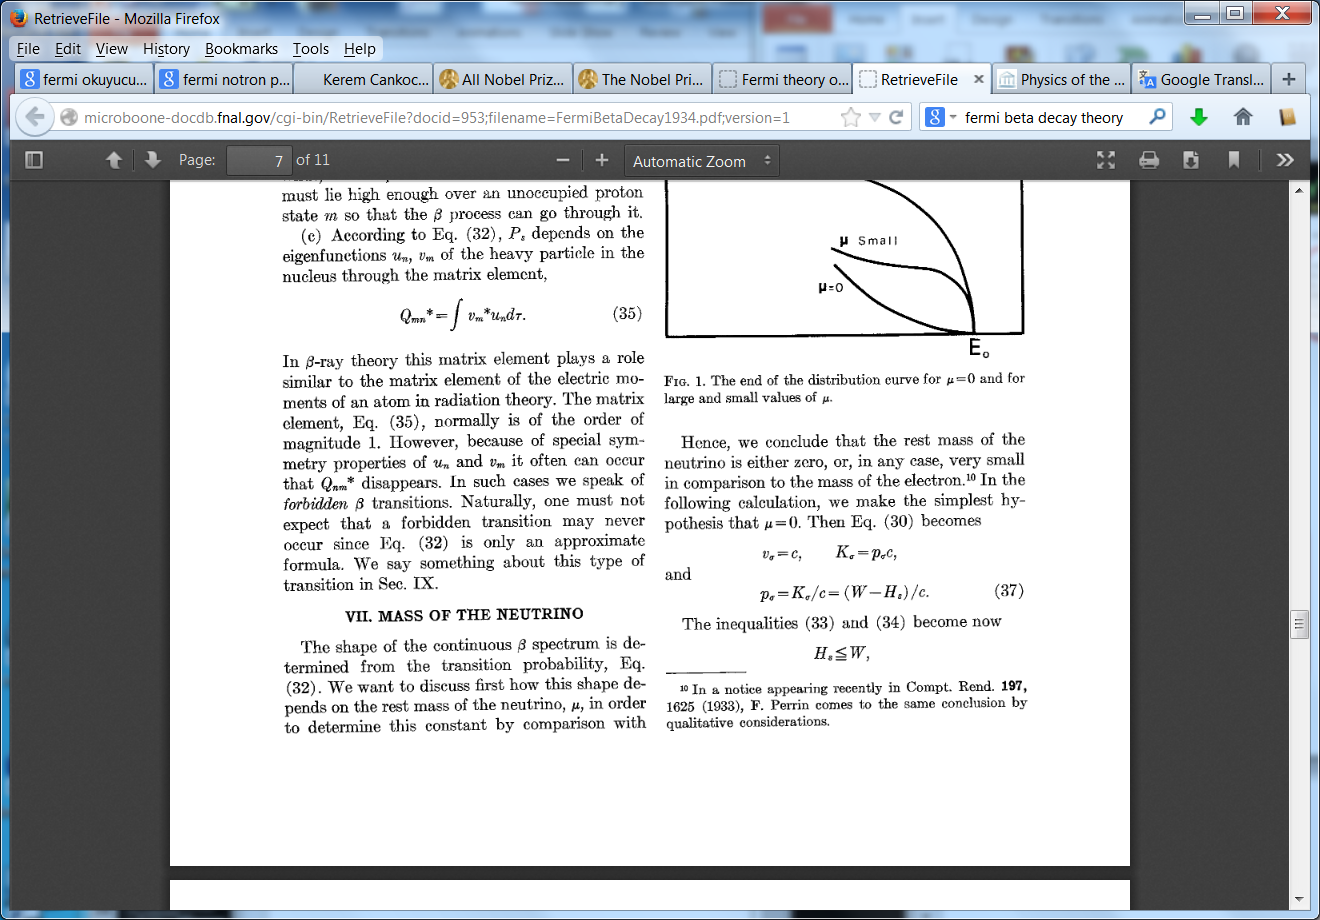 RetrieveFile - Mozilla Firefox
File Edit View History Bookmarks Tools Help
fermi okuyucu... fermi notron p... Kerem Cankoc... All Nobel Priz... The Nobel Pri... Fermi theory o... RetrieveFile Physics of the ... Google Transl...
microboone-docdb.fnal.gov/cgi-bin/RetrieveFile?docid=953;filename=FermiBetaDecay1934.pdf;version=1 fermi beta decay theory
Page: 7 of 11 Automatic Zoom
must lie high enough over an unoccupied proton
state m so that the β process can go through it.
(c) According to Eq. (32), Pₛ depends on the
eigenfunctions uₙ, vₘ of the heavy particle in the
nucleus through the matrix element,
Qₘₙ*=∫vₘ*uₙdτ. (35)
In β-ray theory this matrix element plays a role
similar to the matrix element of the electric mo-
ments of an atom in radiation theory. The matrix
element, Eq. (35), normally is of the order of
magnitude 1. However, because of special sym-
metry properties of uₙ and vₘ it often can occur
that Qₙₘ* disappears. In such cases we speak of
forbidden β transitions. Naturally, one must not
expect that a forbidden transition may never
occur since Eq. (32) is only an approximate
formula. We say something about this type of
transition in Sec. IX.
VII. MASS OF THE NEUTRINO
The shape of the continuous β spectrum is de-
termined from the transition probability, Eq.
(32). We want to discuss first how this shape de-
pends on the rest mass of the neutrino, μ, in order
to determine this constant by comparison with
μ Small
μ=0
E₀
FIG. 1. The end of the distribution curve for μ=0 and for
large and small values of μ.
Hence, we conclude that the rest mass of the
neutrino is either zero, or, in any case, very small
in comparison to the mass of the electron.¹⁰ In the
following calculation, we make the simplest hy-
pothesis that μ=0. Then Eq. (30) becomes
v_σ=c, K_σ=p_σc,
and
p_σ=K_σ/c=(W−Hₛ)/c. (37)
The inequalities (33) and (34) become now
Hₛ≦W,
¹⁰ In a notice appearing recently in Compt. Rend. 197,
1625 (1933), F. Perrin comes to the same conclusion by
qualitative considerations.